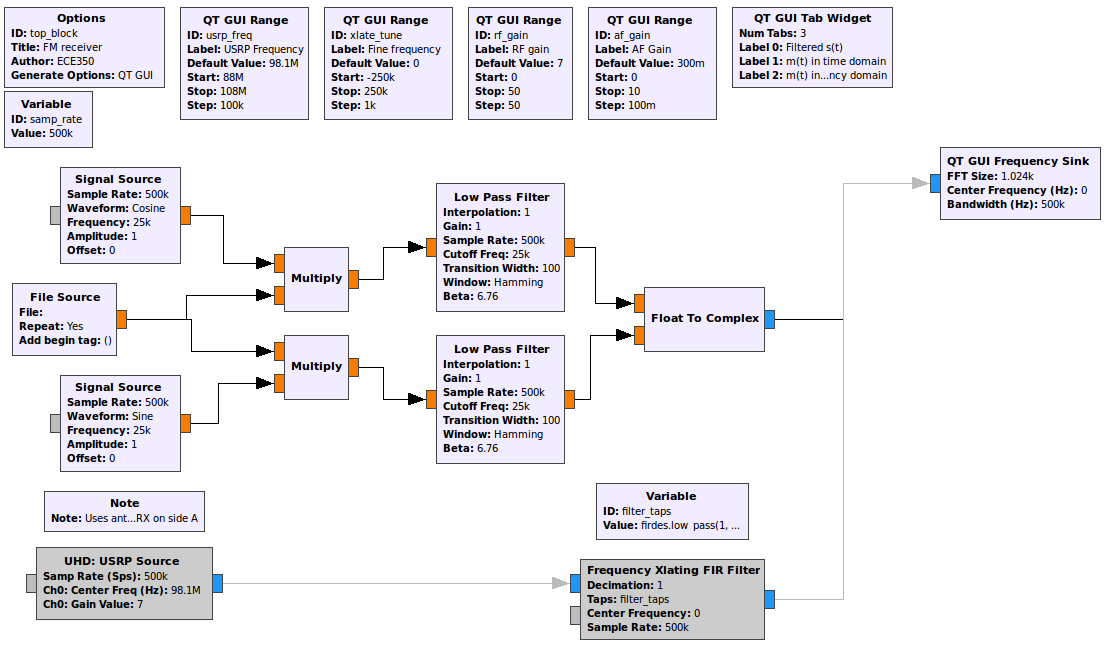 Options
ID: top_block
Title: FM receiver
Author: ECE350
Generate Options: QT GUI
QT GUI Range
ID: usrp_freq
Label: USRP Frequency
Default Value: 98.1M
Start: 88M
Stop: 108M
Step: 100k
QT GUI Range
ID: xlate_tune
Label: Fine frequency
Default Value: 0
Start: -250k
Stop: 250k
Step: 1k
QT GUI Range
ID: rf_gain
Label: RF gain
Default Value: 7
Start: 0
Stop: 50
Step: 50
QT GUI Range
ID: af_gain
Label: AF Gain
Default Value: 300m
Start: 0
Stop: 10
Step: 100m
QT GUI Tab Widget
Num Tabs: 3
Label 0: Filtered s(t)
Label 1: m(t) in time domain
Label 2: m(t) in...ncy domain
Variable
ID: samp_rate
Value: 500k
Signal Source
Sample Rate: 500k
Waveform: Cosine
Frequency: 25k
Amplitude: 1
Offset: 0
File Source
File:
Repeat: Yes
Add begin tag: ()
Signal Source
Sample Rate: 500k
Waveform: Sine
Frequency: 25k
Amplitude: 1
Offset: 0
Multiply
Multiply
Low Pass Filter
Interpolation: 1
Gain: 1
Sample Rate: 500k
Cutoff Freq: 25k
Transition Width: 100
Window: Hamming
Beta: 6.76
Low Pass Filter
Interpolation: 1
Gain: 1
Sample Rate: 500k
Cutoff Freq: 25k
Transition Width: 100
Window: Hamming
Beta: 6.76
Float To Complex
QT GUI Frequency Sink
FFT Size: 1.024k
Center Frequency (Hz): 0
Bandwidth (Hz): 500k
Note
Note: Uses ant...RX on side A
Variable
ID: filter_taps
Value: firdes.low_pass(1, ...
UHD: USRP Source
Samp Rate (Sps): 500k
Ch0: Center Freq (Hz): 98.1M
Ch0: Gain Value: 7
Frequency Xlating FIR Filter
Decimation: 1
Taps: filter_taps
Center Frequency: 0
Sample Rate: 500k